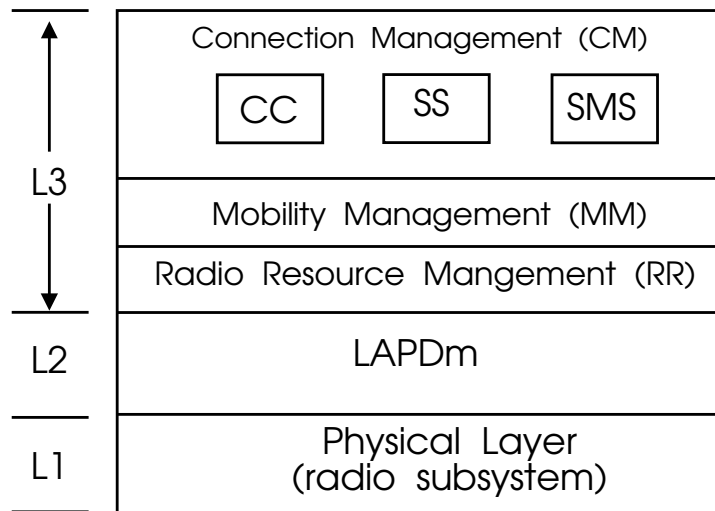 Connection Management (CM)
CC SS SMS
L3
Mobility Management (MM)
Radio Resource Mangement (RR)
L2 LAPDm
Physical Layer
L1
(radio subsystem)